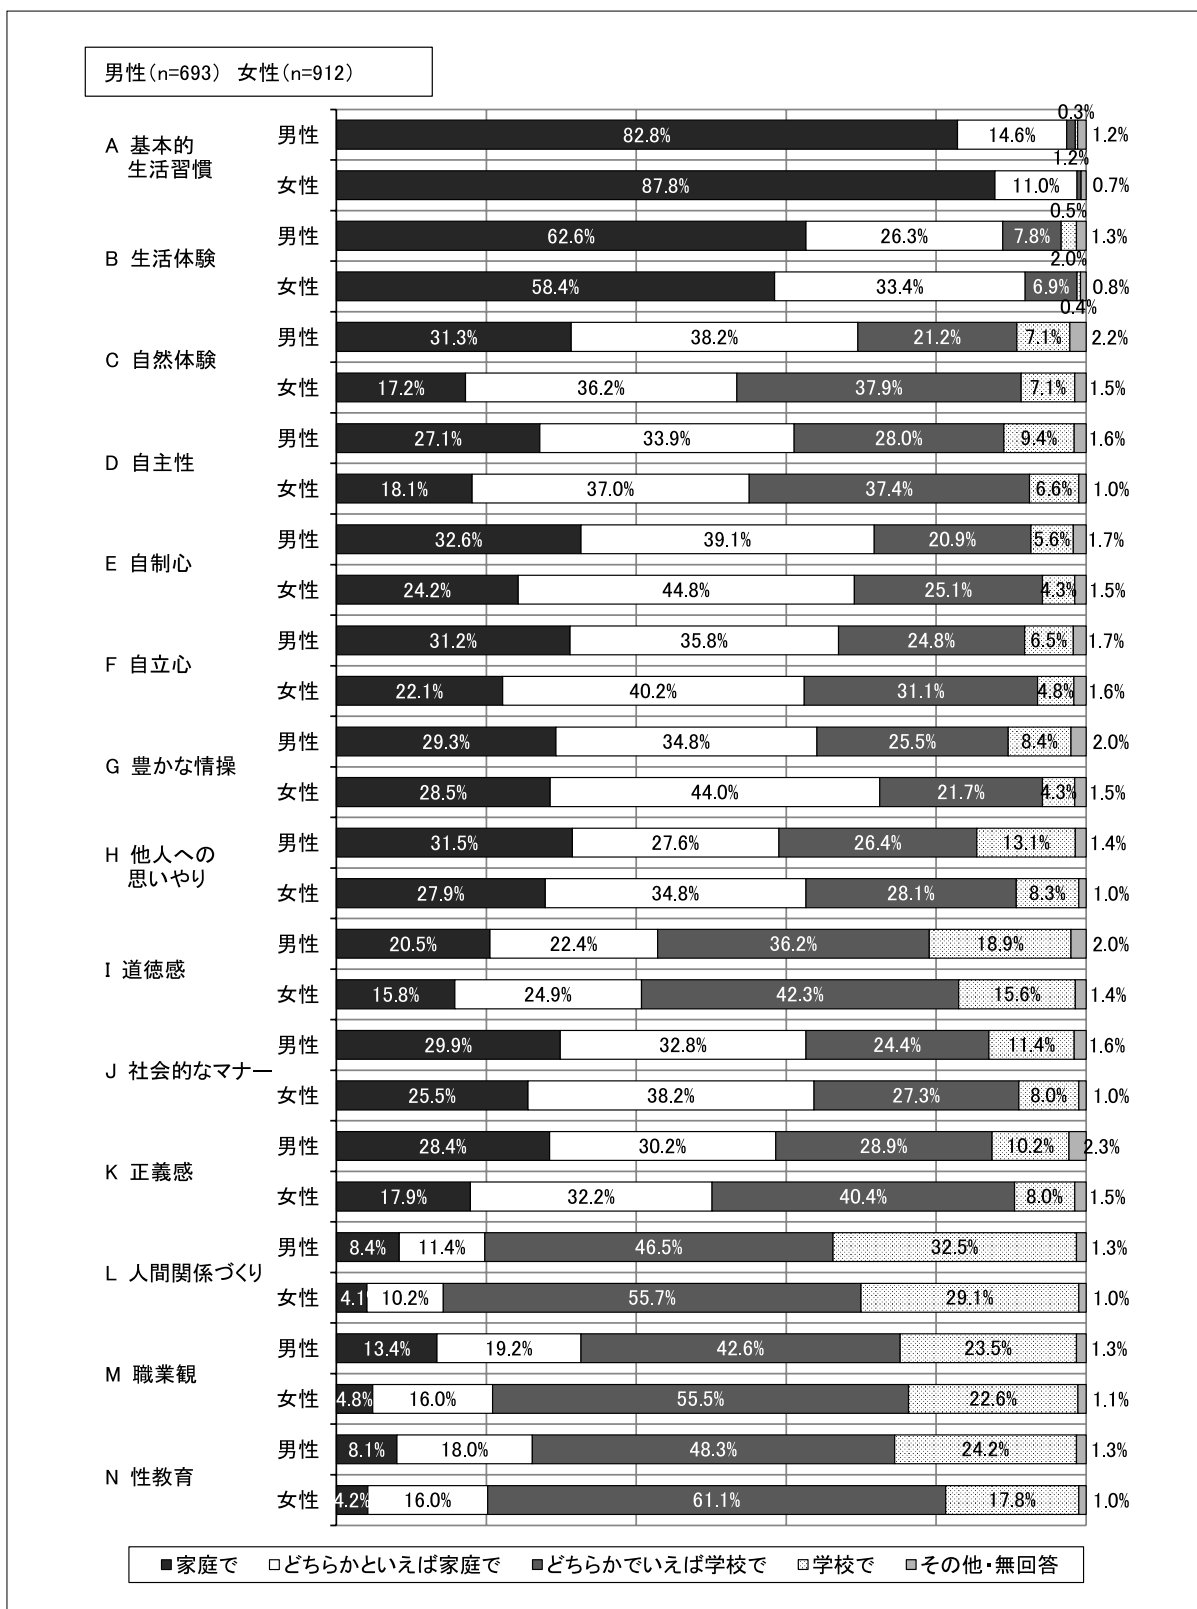 男性(n=693) 女性(n=912)
A 基本的
生活習慣
男性 82.8% 14.6% 1.2% 0.3% 1.2%
女性 87.8% 11.0% 0.5% 0.7%
B 生活体験
男性 62.6% 26.3% 7.8% 2.0% 1.3%
女性 58.4% 33.4% 6.9% 0.4% 0.8%
C 自然体験
男性 31.3% 38.2% 21.2% 7.1% 2.2%
女性 17.2% 36.2% 37.9% 7.1% 1.5%
D 自主性
男性 27.1% 33.9% 28.0% 9.4% 1.6%
女性 18.1% 37.0% 37.4% 6.6% 1.0%
E 自制心
男性 32.6% 39.1% 20.9% 5.6% 1.7%
女性 24.2% 44.8% 25.1% 4.3% 1.5%
F 自立心
男性 31.2% 35.8% 24.8% 6.5% 1.7%
女性 22.1% 40.2% 31.1% 4.8% 1.6%
G 豊かな情操
男性 29.3% 34.8% 25.5% 8.4% 2.0%
女性 28.5% 44.0% 21.7% 4.3% 1.5%
H 他人への
思いやり
男性 31.5% 27.6% 26.4% 13.1% 1.4%
女性 27.9% 34.8% 28.1% 8.3% 1.0%
I 道徳感
男性 20.5% 22.4% 36.2% 18.9% 2.0%
女性 15.8% 24.9% 42.3% 15.6% 1.4%
J 社会的なマナー
男性 29.9% 32.8% 24.4% 11.4% 1.6%
女性 25.5% 38.2% 27.3% 8.0% 1.0%
K 正義感
男性 28.4% 30.2% 28.9% 10.2% 2.3%
女性 17.9% 32.2% 40.4% 8.0% 1.5%
L 人間関係づくり
男性 8.4% 11.4% 46.5% 32.5% 1.3%
女性 4.1% 10.2% 55.7% 29.1% 1.0%
M 職業観
男性 13.4% 19.2% 42.6% 23.5% 1.3%
女性 4.8% 16.0% 55.5% 22.6% 1.1%
N 性教育
男性 8.1% 18.0% 48.3% 24.2% 1.3%
女性 4.2% 16.0% 61.1% 17.8% 1.0%
家庭で どちらかといえば家庭で どちらかでいえば学校で 学校で その他・無回答